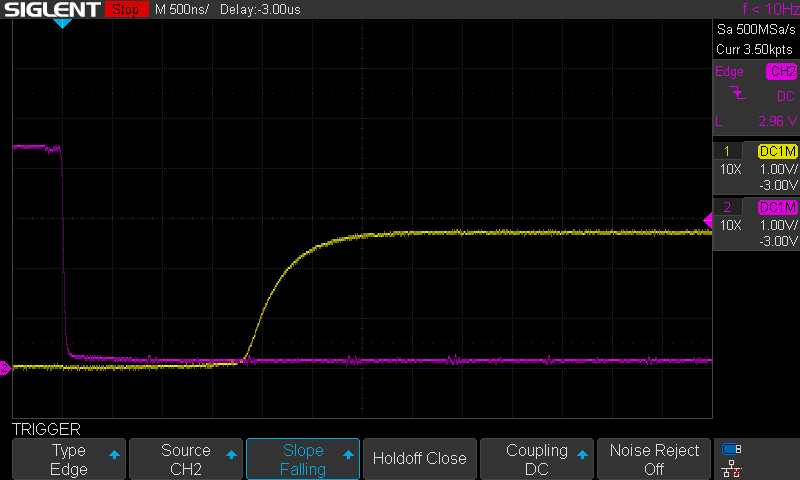 SIGLENT Stop M 500ns/ Delay:-3.00us f < 10Hz
Sa 500MSa/s
Curr 3.50kpts
Edge CH2
DC
L 2.95 V
1 DC1M
10X 1.00V/
-3.00V
2 DC1M
10X 1.00V/
-3.00V
2
TRIGGER
Type
Edge
Source
CH2
Slope
Falling
Holdoff Close
Coupling
DC
Noise Reject
Off